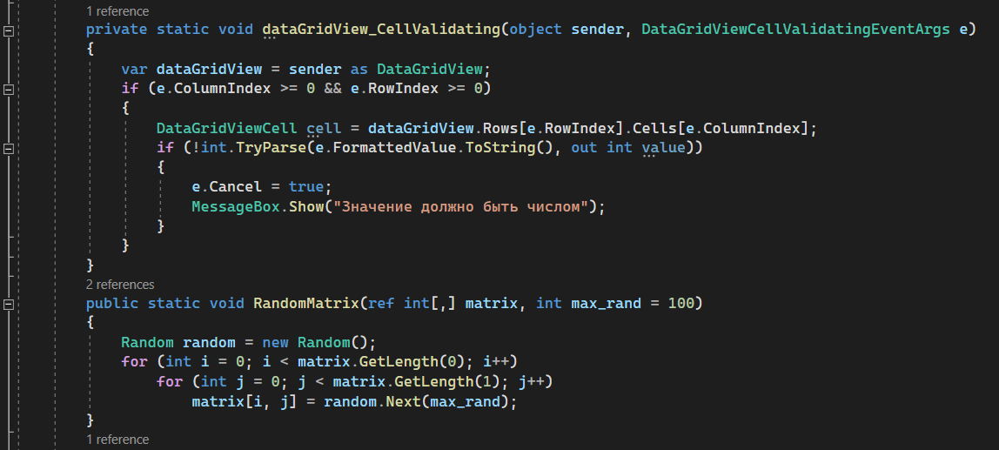 1 reference
private static void dataGridView_CellValidating(object sender, DataGridViewCellValidatingEventArgs e)
{
var dataGridView = sender as DataGridView;
if (e.ColumnIndex >= 0 && e.RowIndex >= 0)
{
DataGridViewCell cell = dataGridView.Rows[e.RowIndex].Cells[e.ColumnIndex];
if (!int.TryParse(e.FormattedValue.ToString(), out int value))
{
e.Cancel = true;
MessageBox.Show("Значение должно быть числом");
}
}
}
2 references
public static void RandomMatrix(ref int[,] matrix, int max_rand = 100)
{
Random random = new Random();
for (int i = 0; i < matrix.GetLength(0); i++)
for (int j = 0; j < matrix.GetLength(1); j++)
matrix[i, j] = random.Next(max_rand);
}
1 reference